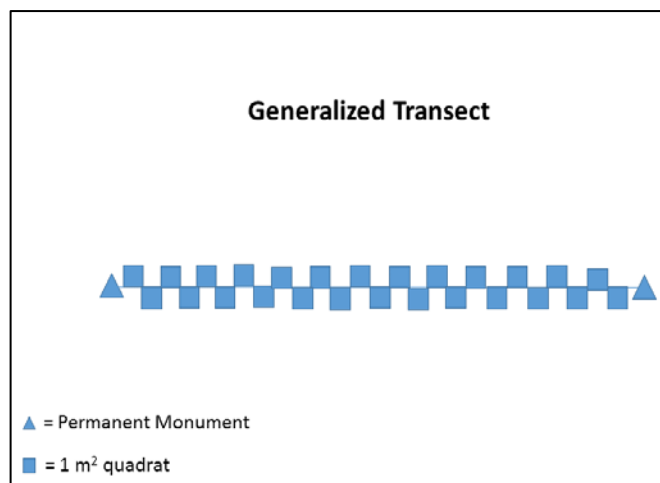 Generalized Transect
= Permanent Monument
= 1 m² quadrat